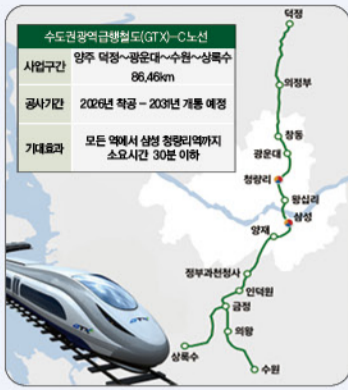 수도권광역급행철도(GTX)-C노선
사업구간
양주 덕정~광운대~수원~상록수
86.46km
공사기간
2026년 착공 - 2031년 개통 예정
기대효과
모든 역에서 삼성 청량리역까지
소요시간 30분 이하
덕정
의정부
창동
광운대
청량리
왕십리
삼성
양재
정부과천청사
인덕원
금정
의왕
상록수
수원
GTX